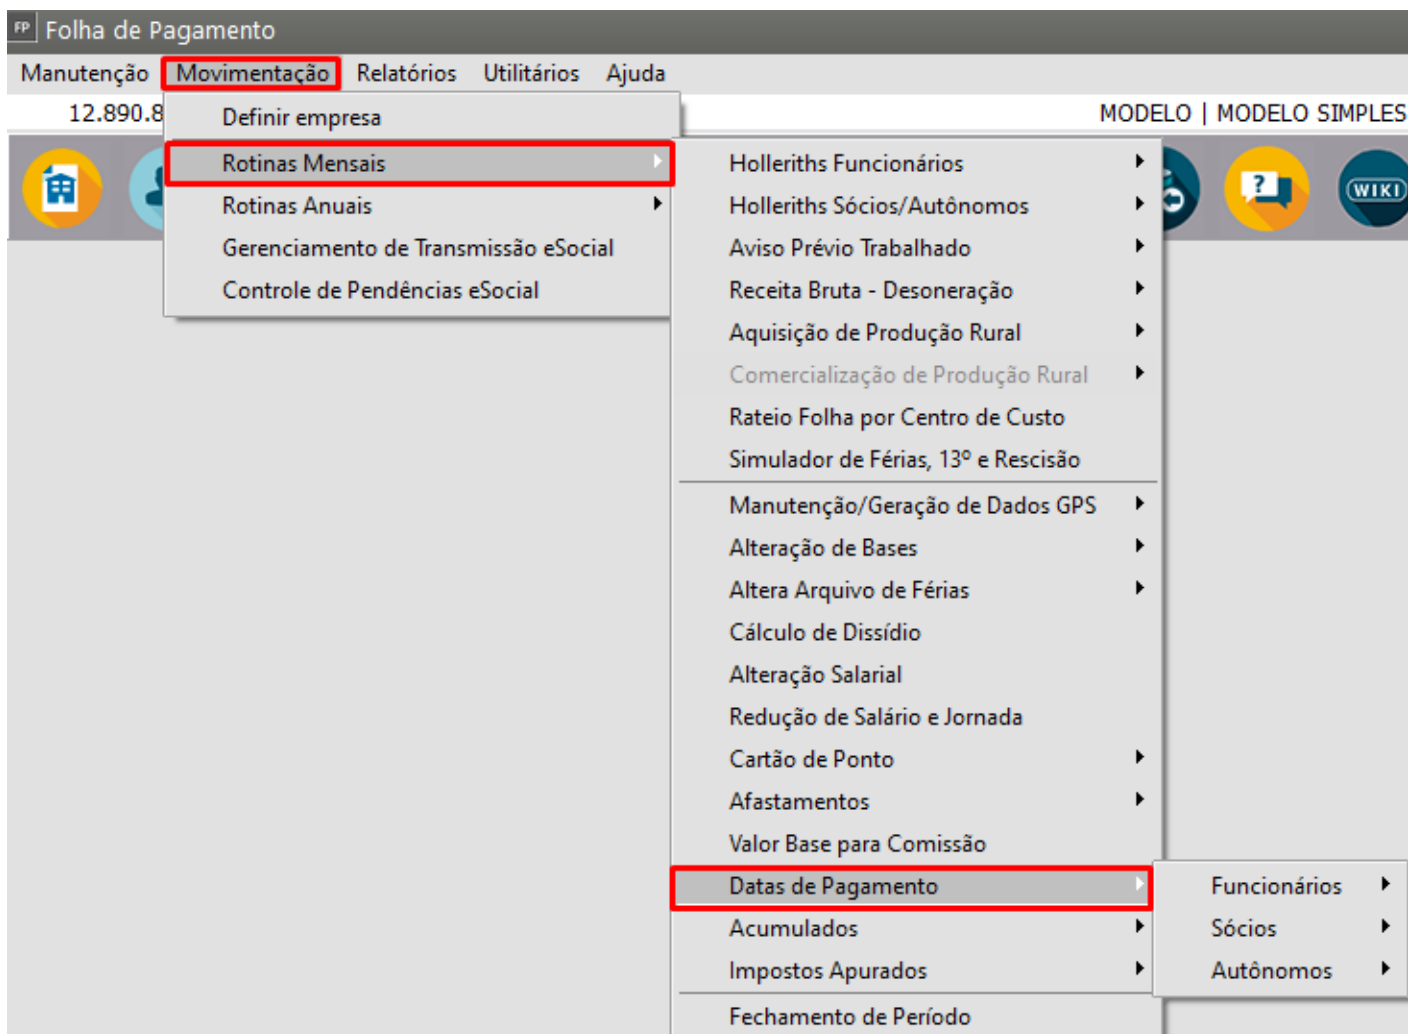 FP Folha de Pagamento
Manutenção Movimentação Relatórios Utilitários Ajuda
12.890.8 MODELO | MODELO SIMPLES
Definir empresa
Rotinas Mensais
Rotinas Anuais
Gerenciamento de Transmissão eSocial
Controle de Pendências eSocial
?
WIKI
Holleriths Funcionários
Holleriths Sócios/Autônomos
Aviso Prévio Trabalhado
Receita Bruta - Desoneração
Aquisição de Produção Rural
Comercialização de Produção Rural
Rateio Folha por Centro de Custo
Simulador de Férias, 13º e Rescisão
Manutenção/Geração de Dados GPS
Alteração de Bases
Altera Arquivo de Férias
Cálculo de Dissídio
Alteração Salarial
Redução de Salário e Jornada
Cartão de Ponto
Afastamentos
Valor Base para Comissão
Datas de Pagamento
Acumulados
Impostos Apurados
Fechamento de Período
Funcionários
Sócios
Autônomos